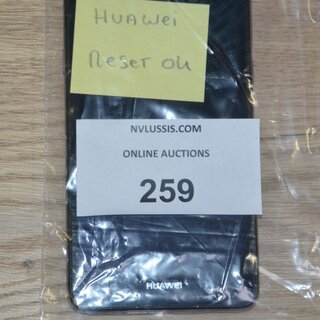 HUAWEI
Reset ok
NVLUSSIS.COM
ONLINE AUCTIONS
259
HUAWEI